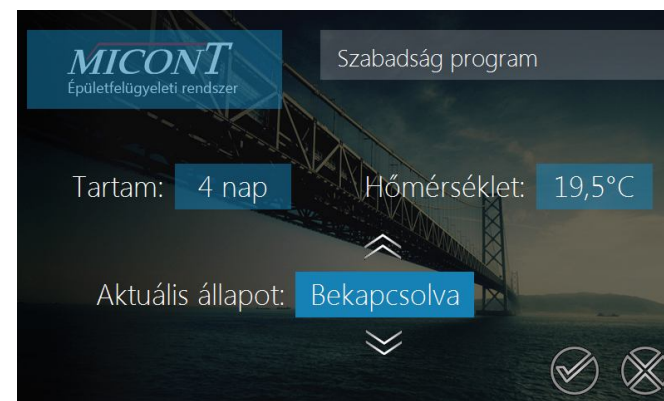 MICONT
Épületfelügyeleti rendszer
Szabadság program
Tartam: 4 nap
Hőmérséklet: 19,5°C
Aktuális állapot: Bekapcsolva